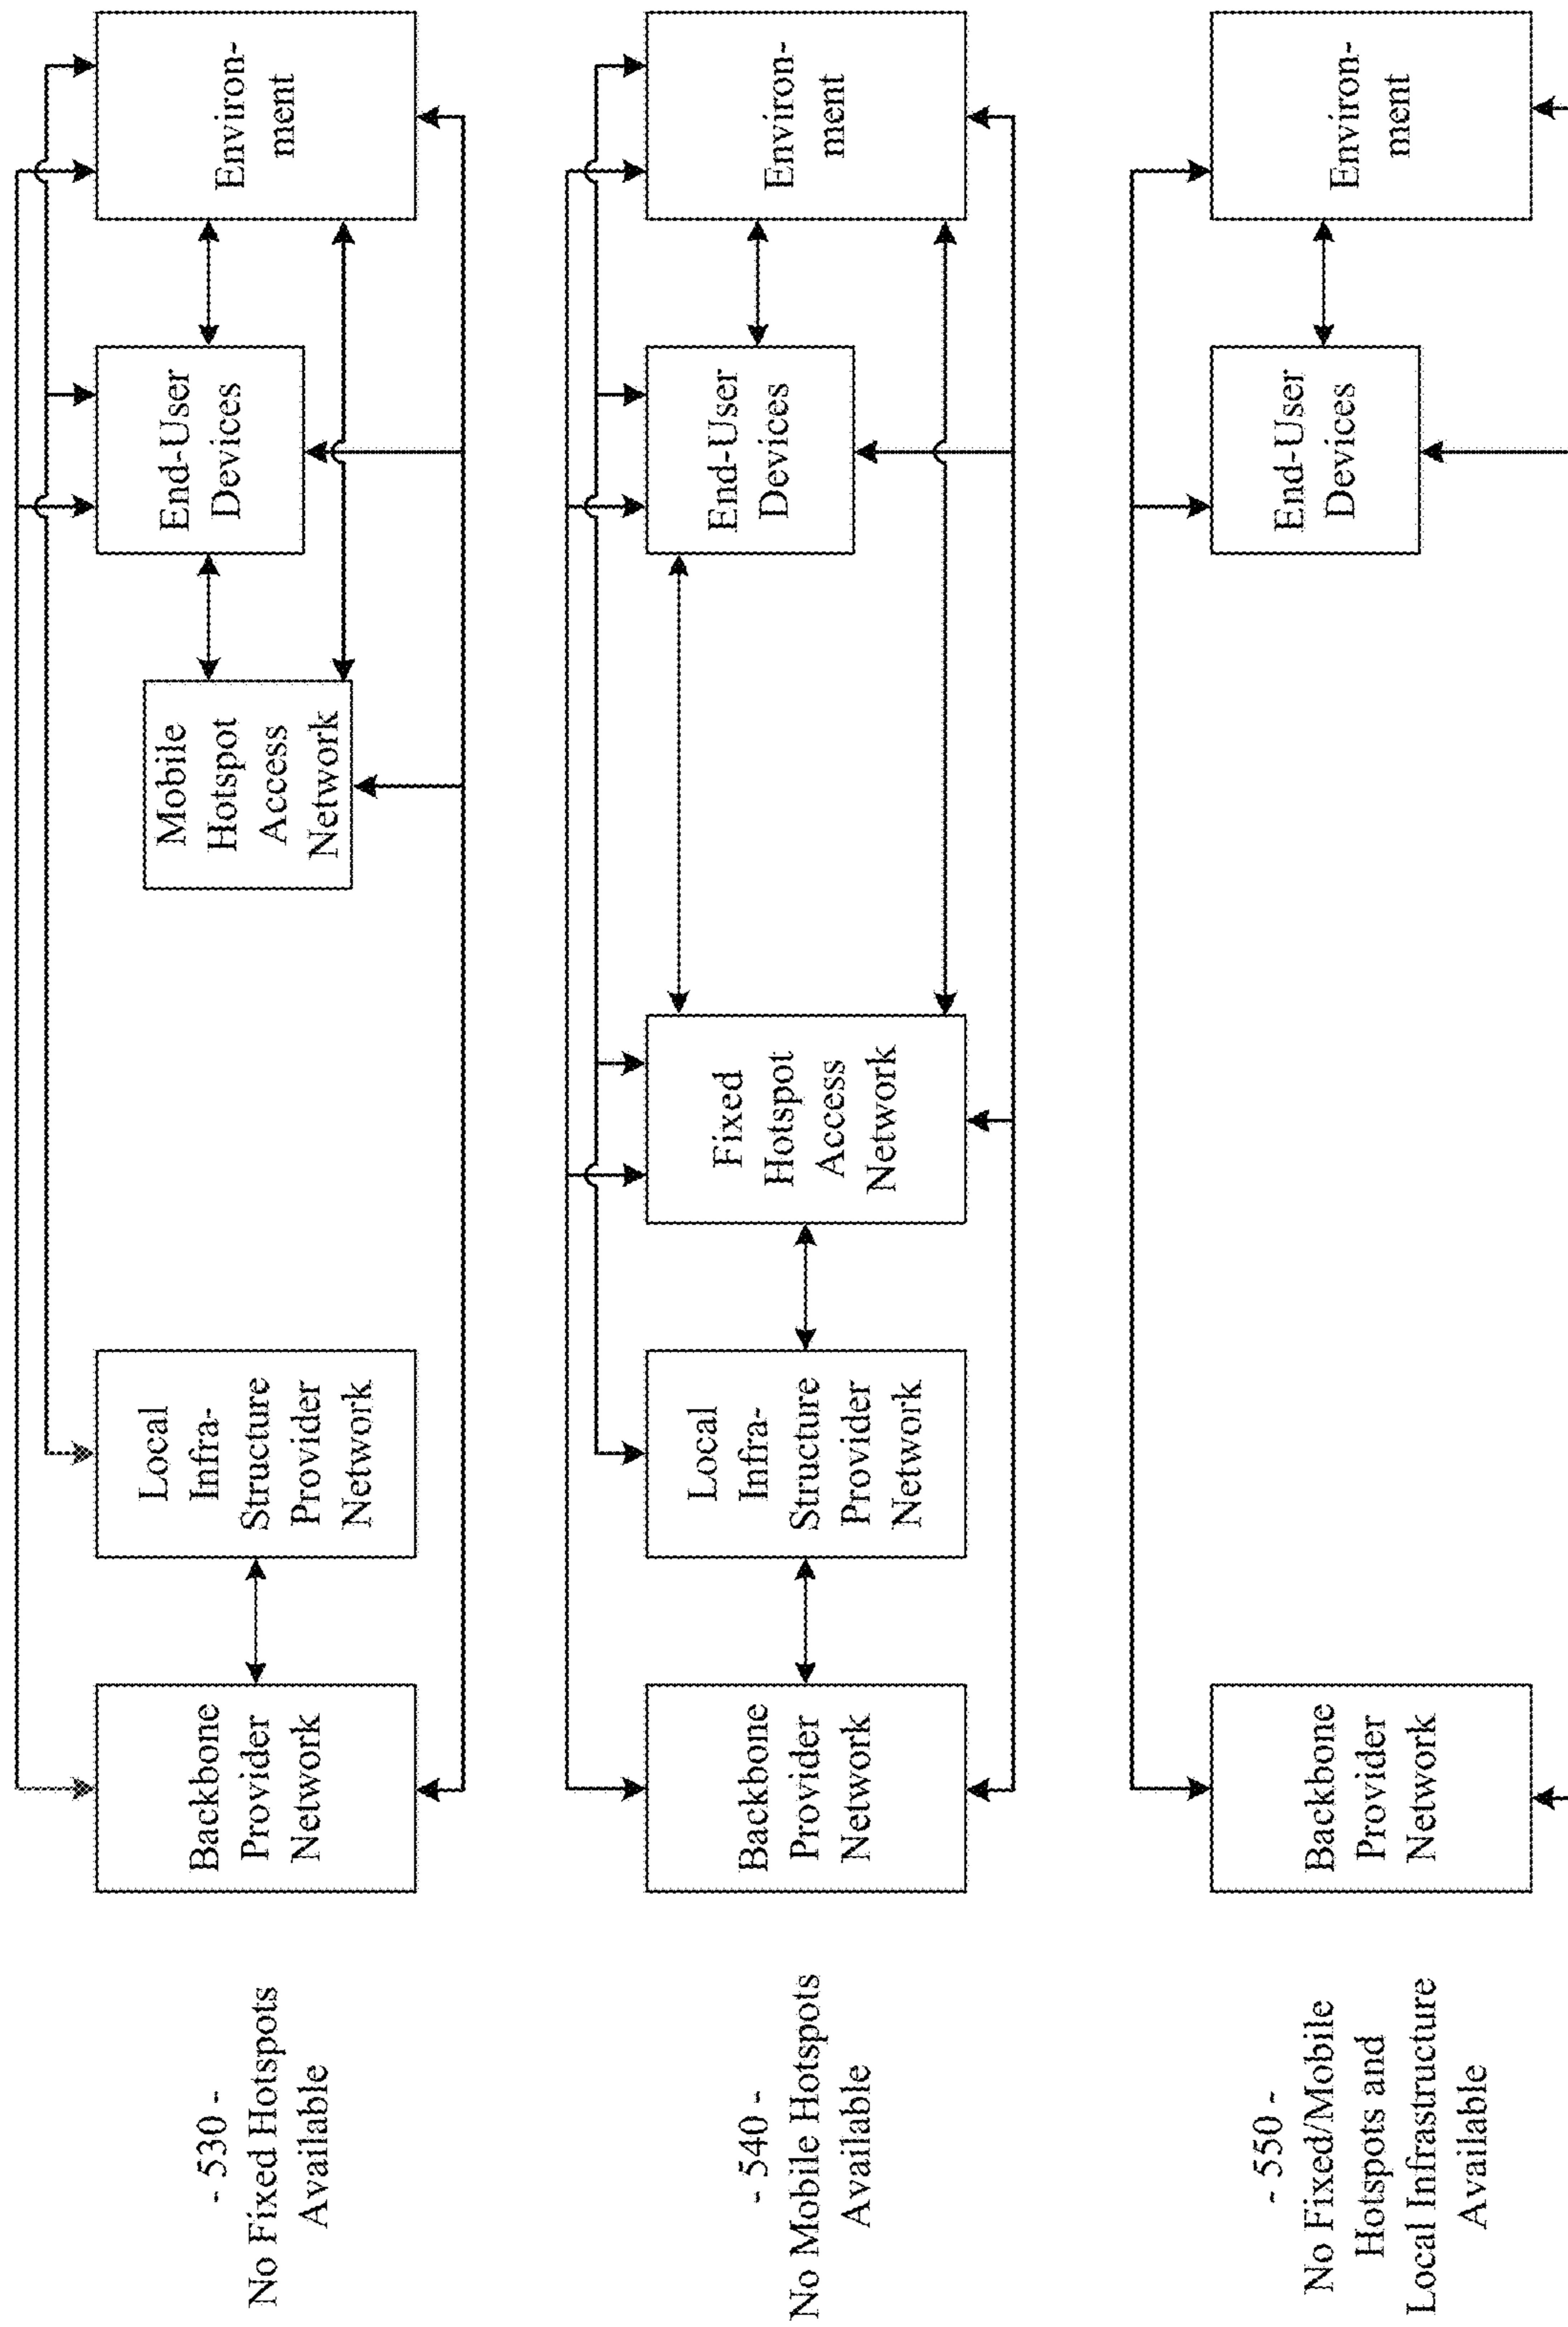 - 530 -
No Fixed Hotspots
Available
Backbone
Provider
Network
Local
Infra-
Structure
Provider
Network
Mobile
Hotspot
Access
Network
End-User
Devices
Environ-
ment
- 540 -
No Mobile Hotspots
Available
Backbone
Provider
Network
Local
Infra-
Structure
Provider
Network
Fixed
Hotspot
Access
Network
End-User
Devices
Environ-
ment
- 550 -
No Fixed/Mobile
Hotspots and
Local Infrastructure
Available
Backbone
Provider
Network
End-User
Devices
Environ-
ment